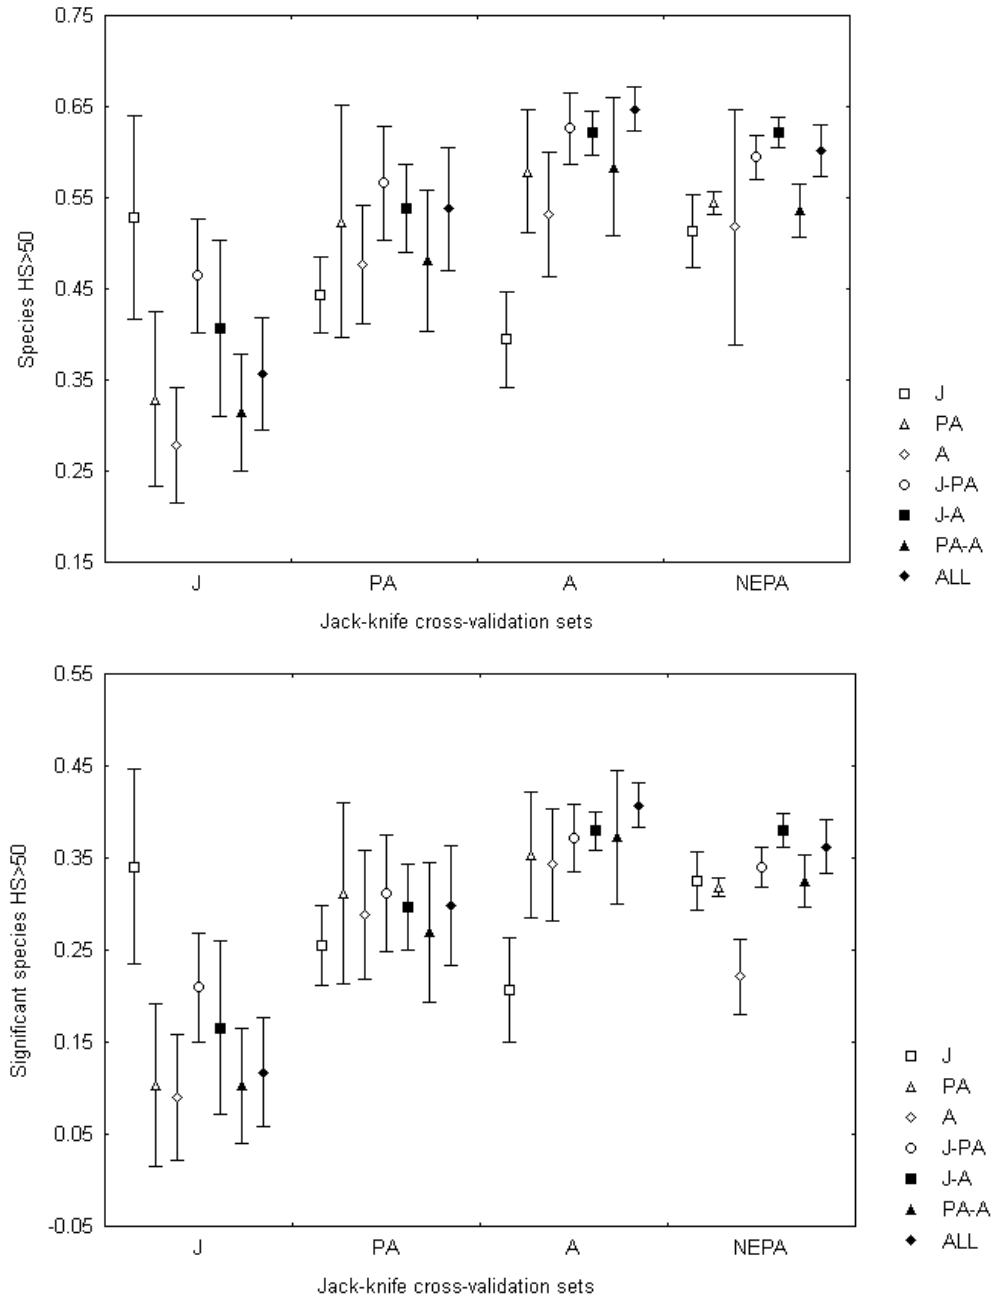 0.75
0.65
0.55
0.45
0.35
0.25
0.15
Species HS>50
J
PA
A
NEPA
Jack-knife cross-validation sets
J
PA
A
J-PA
J-A
PA-A
ALL
0.55
0.45
0.35
0.25
0.15
0.05
-0.05
Significant species HS>50
J
PA
A
NEPA
Jack-knife cross-validation sets
J
PA
A
J-PA
J-A
PA-A
ALL